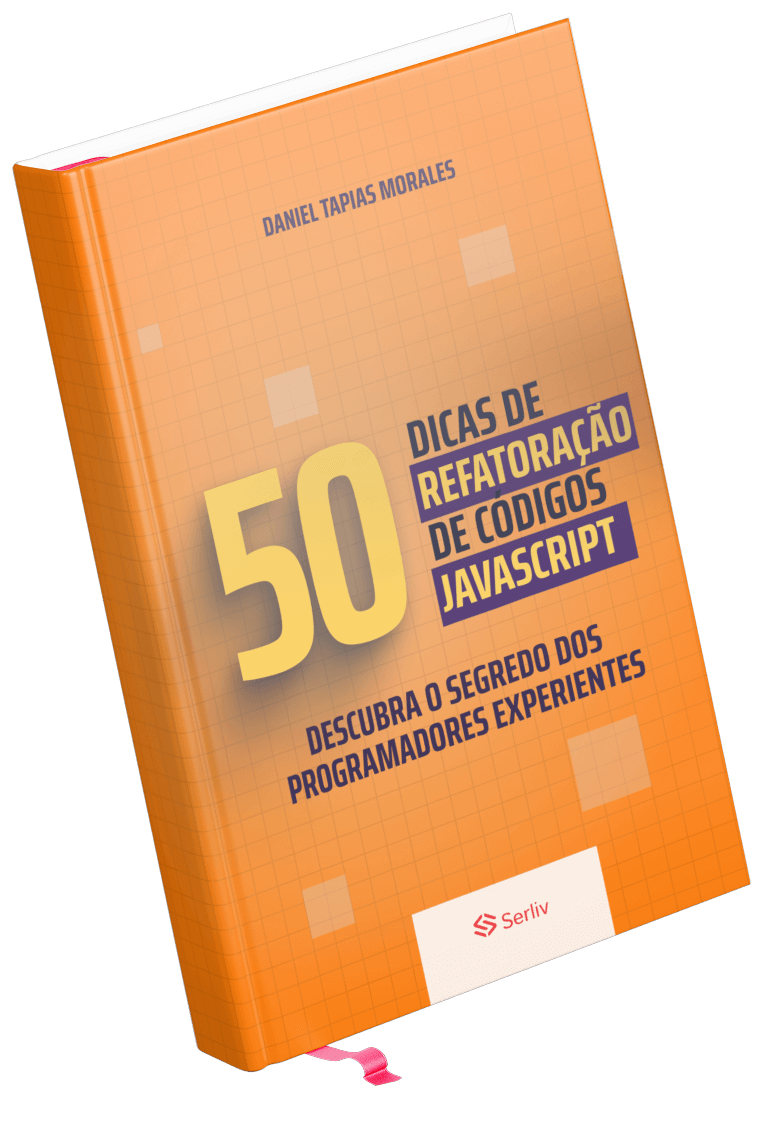 DANIEL TAPIAS MORALES
50
DICAS DE
REFATORAÇÃO
DE CÓDIGOS
JAVASCRIPT
DESCUBRA O SEGREDO DOS
PROGRAMADORES EXPERIENTES
Serliv